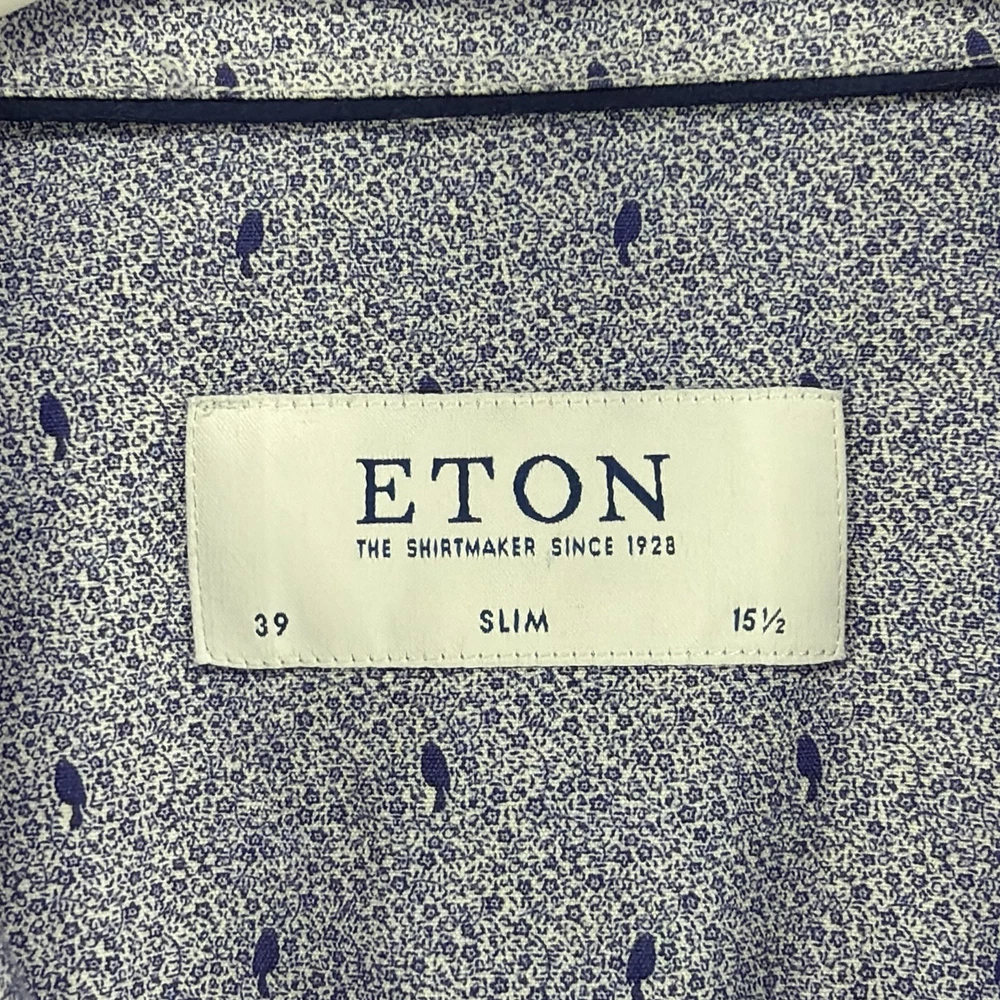 ETON
THE SHIRTMAKER SINCE 1928
39 SLIM 15½